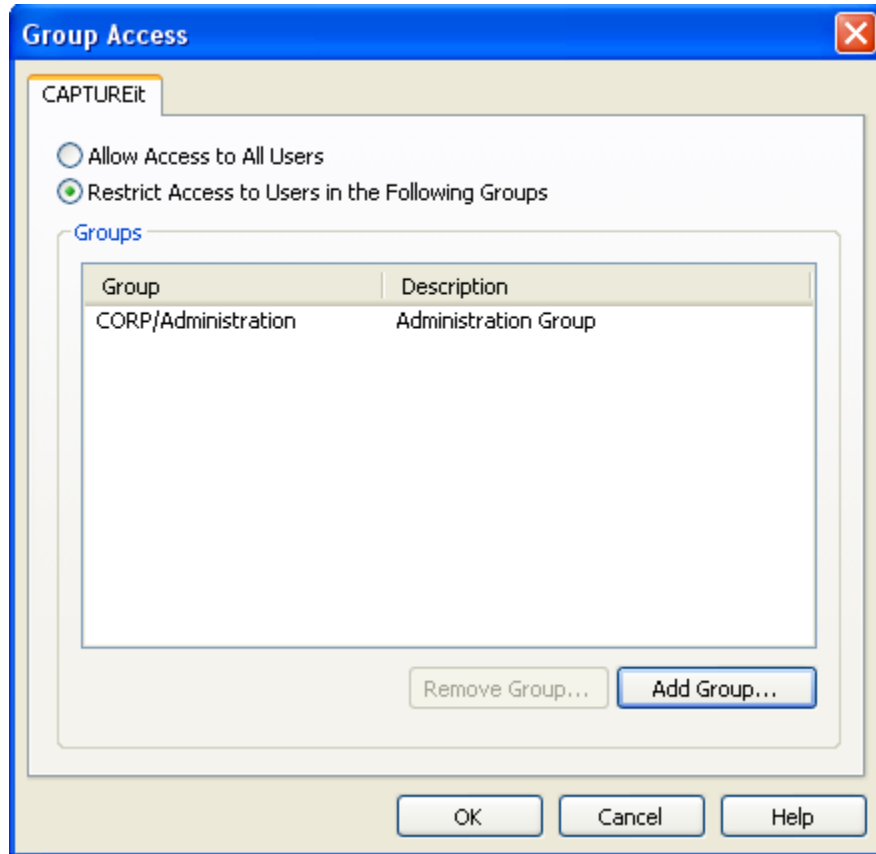 Group Access
CAPTUREit
Allow Access to All Users
Restrict Access to Users in the Following Groups
Groups
Group Description
CORP/Administration Administration Group
Remove Group... Add Group...
OK Cancel Help